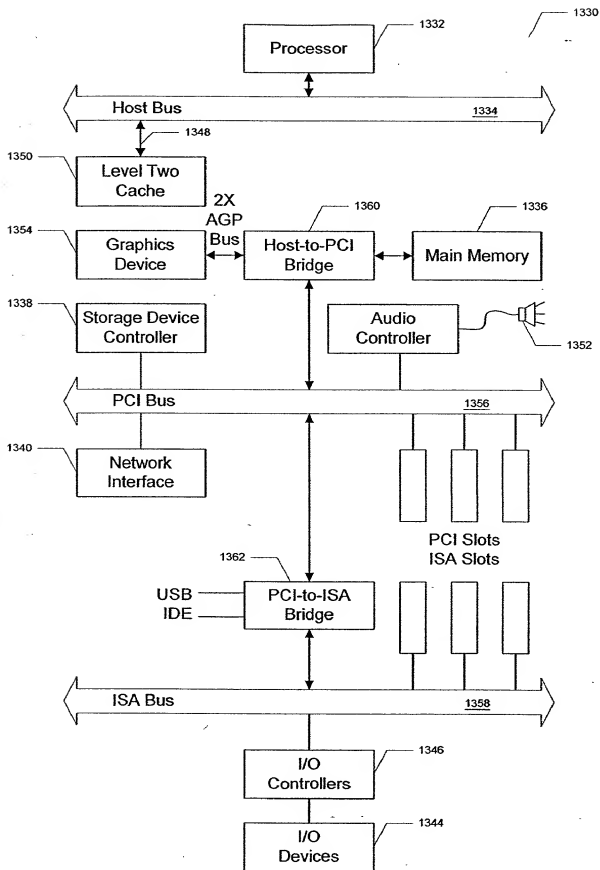 1330
1332
Processor
Host Bus
1334
1348
1350
Level Two
Cache
2X
AGP
Bus
1360
1336
1354
Graphics
Device
Host-to-PCI
Bridge
Main Memory
1338
Storage Device
Controller
Audio
Controller
1352
PCI Bus
1356
1340
Network
Interface
PCI Slots
ISA Slots
1362
USB
IDE
PCI-to-ISA
Bridge
ISA Bus
1358
I/O
Controllers
1346
I/O
Devices
1344